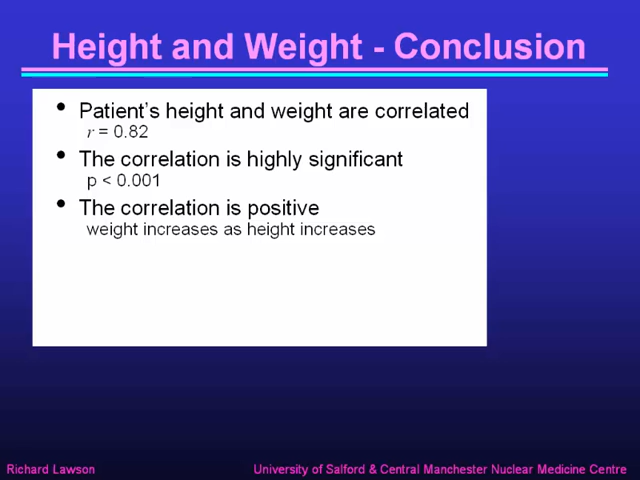 Height and Weight - Conclusion
• Patient's height and weight are correlated
r = 0.82
• The correlation is highly significant
p < 0.001
• The correlation is positive
weight increases as height increases
Richard Lawson
University of Salford & Central Manchester Nuclear Medicine Centre